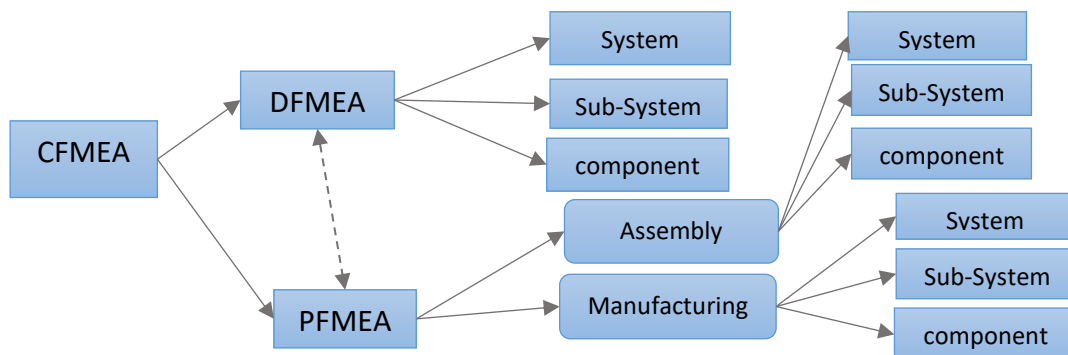 CFMEA
DFMEA
System
Sub-System
component
PFMEA
Assembly
System
Sub-System
component
Manufacturing
System
Sub-System
component